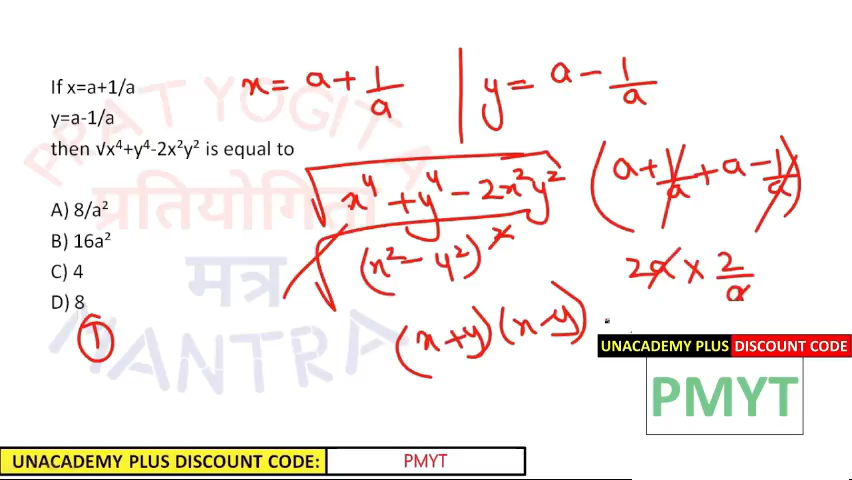 If x=a+1/a
y=a-1/a
then √x⁴+y⁴-2x²y² is equal to
A) 8/a²
B) 16a²
C) 4
D) 8
①
x = a + 1/a | y = a - 1/a
√x⁴ + y⁴ - 2x²y²
√(x² - y²)²
(x+y)(x-y)
(a + 1/a + a - 1/a)
2a × 2/a
PRATIYOGITA
प्रतियोगिता
मंत्र
MANTRA
UNACADEMY PLUS DISCOUNT CODE
PMYT
UNACADEMY PLUS DISCOUNT CODE: PMYT